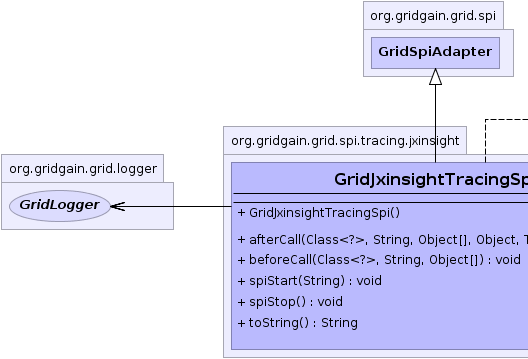 org.gridgain.grid.spi
GridSpiAdapter
org.gridgain.grid.spi.tracing.jxinsight
org.gridgain.grid.logger
GridJxinsightTracingSp
GridLogger
+ GridJxinsightTracingSpi()
+ afterCall(Class<?>, String, Object[], Object, T
+ beforeCall(Class<?>, String, Object[]) : void
+ spiStart(String) : void
+ spiStop() : void
+ toString() : String